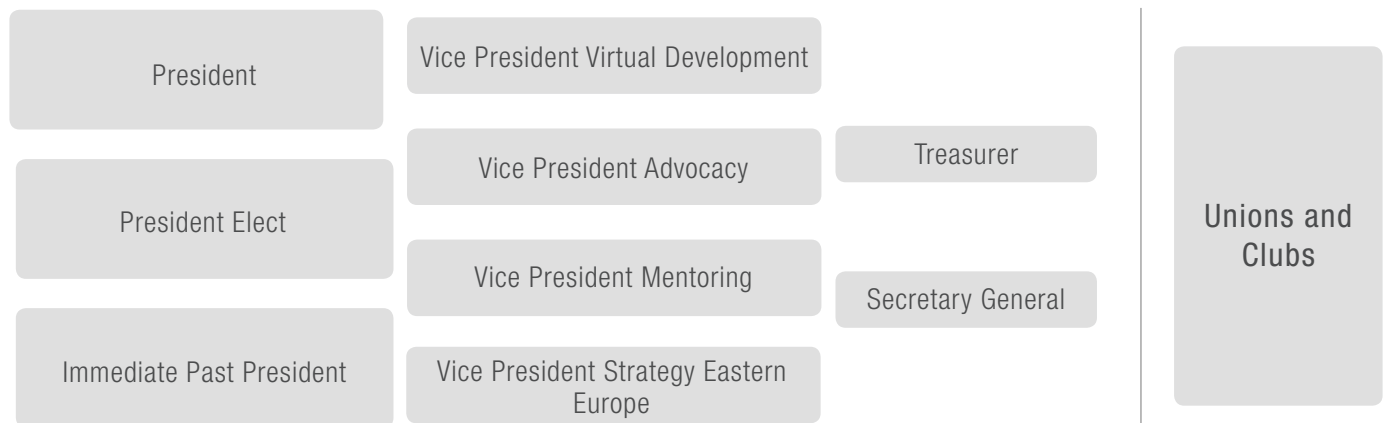 President
President Elect
Immediate Past President
Vice President Virtual Development
Vice President Advocacy
Vice President Mentoring
Vice President Strategy Eastern
Europe
Treasurer
Secretary General
Unions and
Clubs